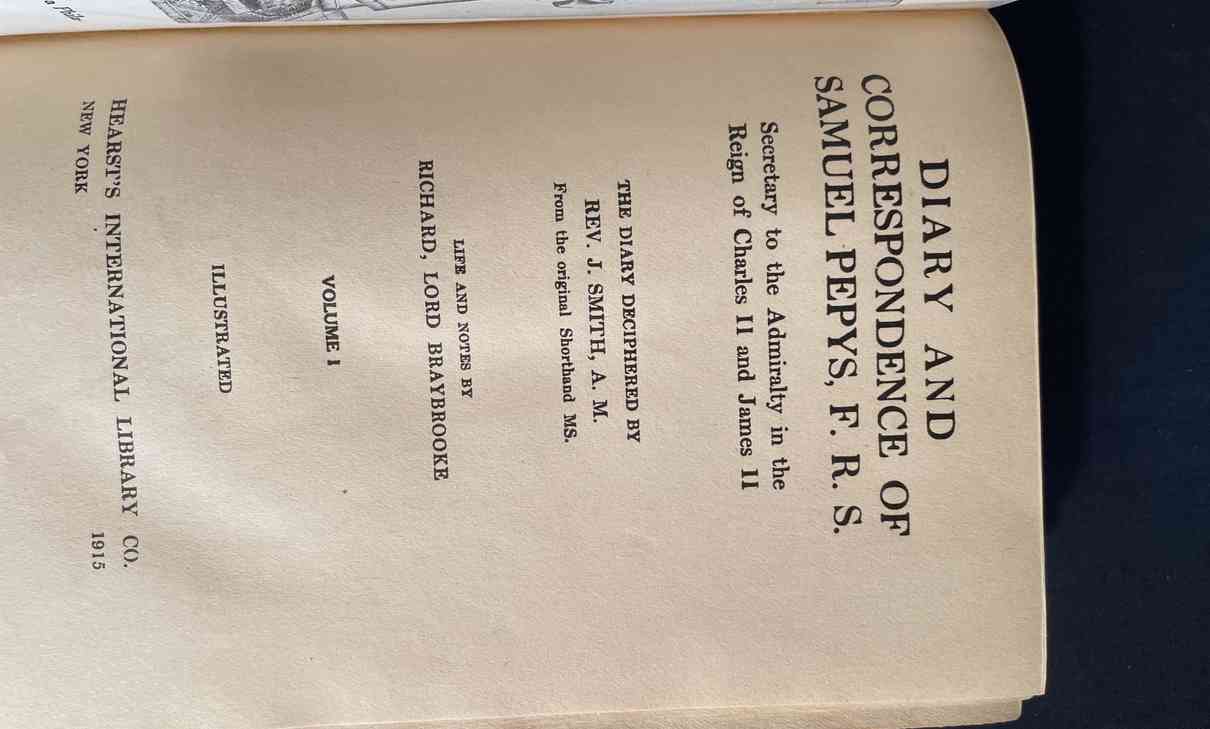 DIARY AND
CORRESPONDENCE OF
SAMUEL PEPYS, F. R. S.
Secretary to the Admiralty in the
Reign of Charles II and James II
THE DIARY DECIPHERED BY
REV. J. SMITH, A. M.
From the original Shorthand MS.
LIFE AND NOTES BY
RICHARD, LORD BRAYBROOKE
VOLUME I
ILLUSTRATED
HEARST'S INTERNATIONAL LIBRARY CO.
NEW YORK 1915